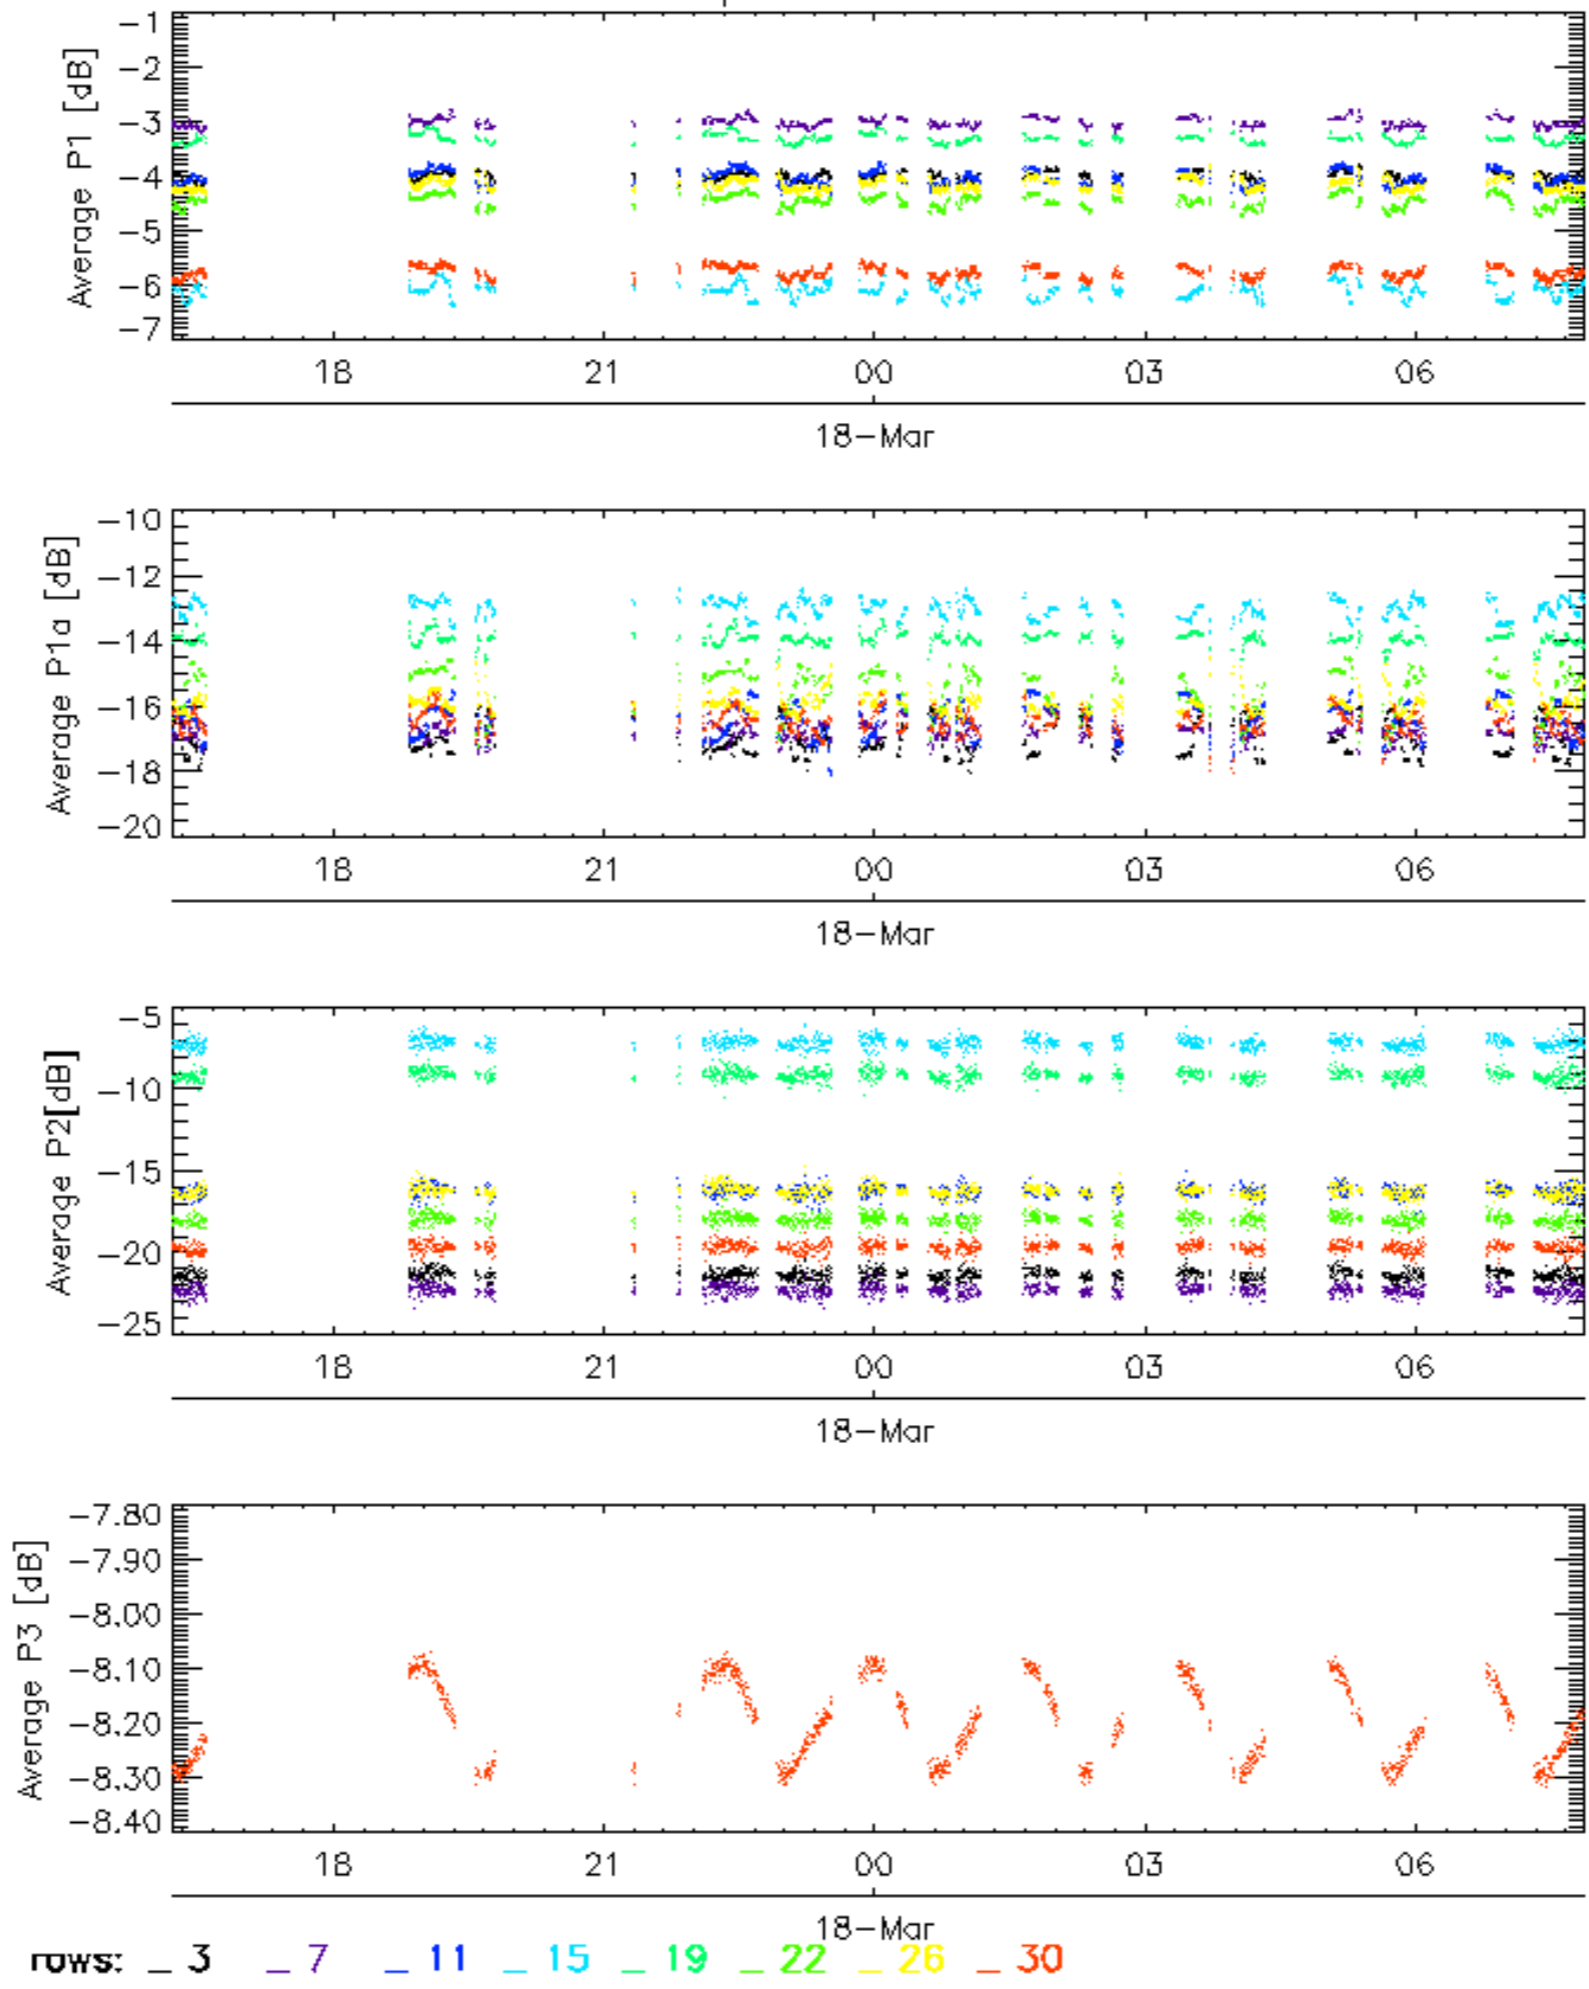 Average P1 [dB]
-1
-2
-3
-4
-5
-6
-7
18 21 00 03 06
18-Mar
Average P1a [dB]
-10
-12
-14
-16
-18
-20
18 21 00 03 06
18-Mar
Average P2[dB]
-5
-10
-15
-20
-25
18 21 00 03 06
18-Mar
Average P3 [dB]
-7.80
-7.90
-8.00
-8.10
-8.20
-8.30
-8.40
18 21 00 03 06
18-Mar
rows: _ 3 _ 7 _ 11 _ 15 _ 19 _ 22 _ 26 _ 30